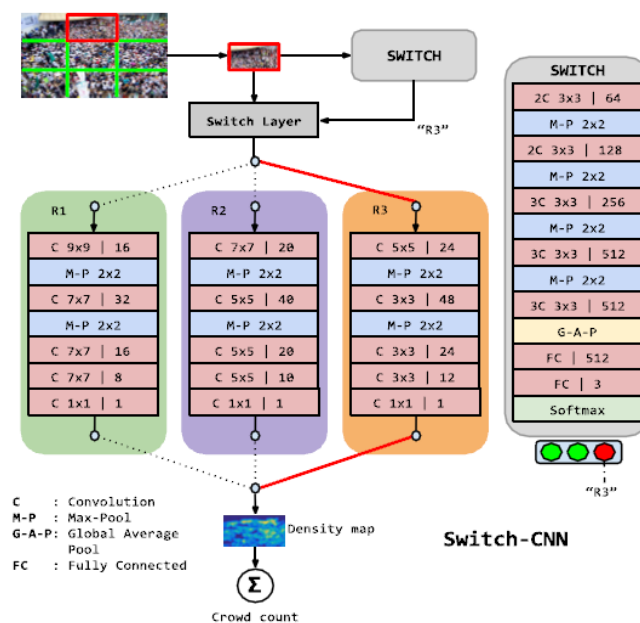 SWITCH
Switch Layer
“R3”
R1
C 9x9 | 16
M-P 2x2
C 7x7 | 32
M-P 2x2
C 7x7 | 16
C 7x7 | 8
C 1x1 | 1
R2
C 7x7 | 20
M-P 2x2
C 5x5 | 40
M-P 2x2
C 5x5 | 20
C 5x5 | 10
C 1x1 | 1
R3
C 5x5 | 24
M-P 2x2
C 3x3 | 48
M-P 2x2
C 3x3 | 24
C 3x3 | 12
C 1x1 | 1
SWITCH
2C 3x3 | 64
M-P 2x2
2C 3x3 | 128
M-P 2x2
3C 3x3 | 256
M-P 2x2
3C 3x3 | 512
M-P 2x2
3C 3x3 | 512
G-A-P
FC | 512
FC | 3
Softmax
“R3”
C : Convolution
M-P : Max-Pool
G-A-P: Global Average
Pool
FC : Fully Connected
Density map
Σ
Crowd count
Switch-CNN